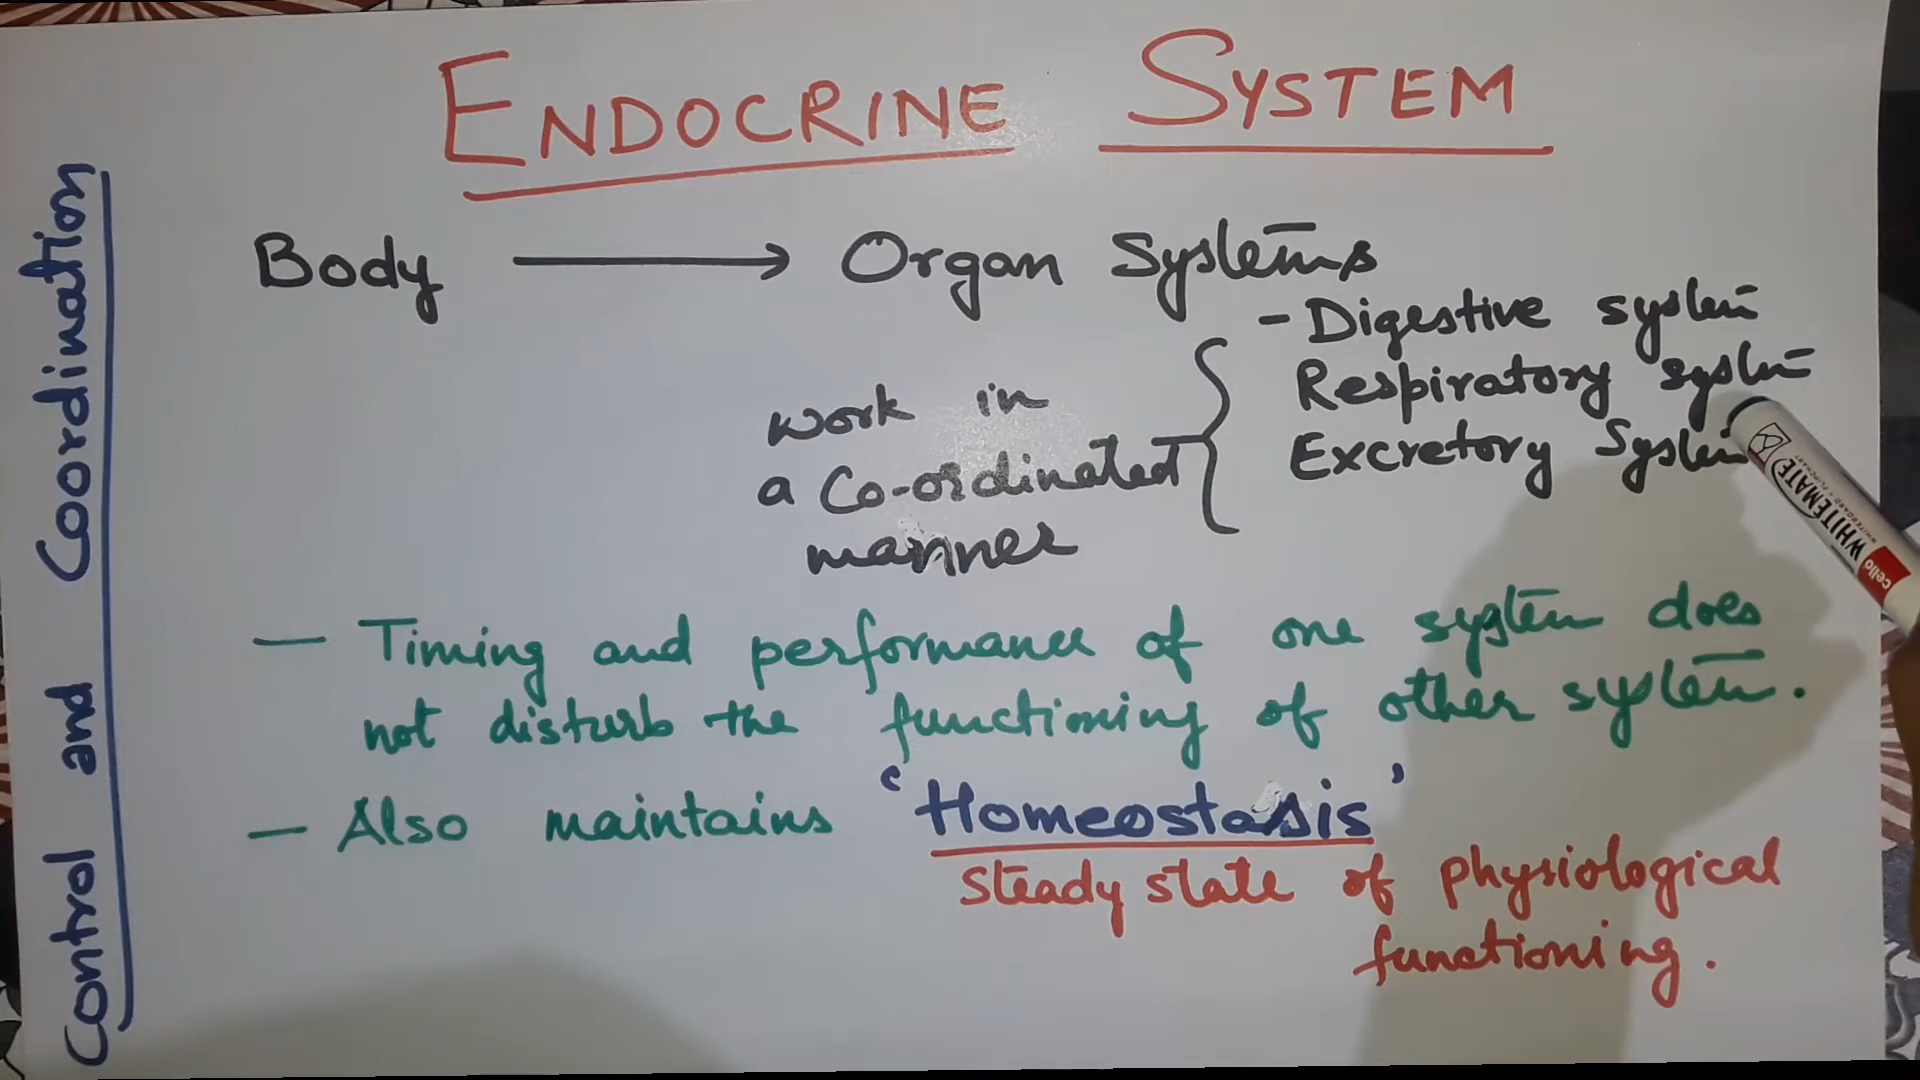 ENDOCRINE SYSTEM
Control and Coordination
Body → Organ Systems
- Digestive system
Respiratory system
Excretory System
work in
a Co-ordinated
manner
— Timing and performance of one system does
not disturb the functioning of other system.
— Also maintains ‘Homeostasis’
Steady state of physiological
functioning.
cello WHITEMATE
WHITEBOARD & FLIPCHART